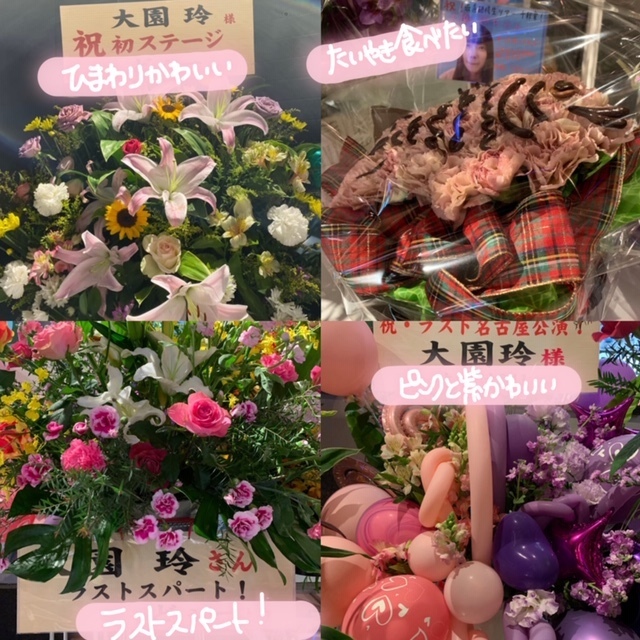 大園 玲 様
祝 初ステージ
ひまわりかわいい
たいやき食べたい
祝・ラスト名古屋公演!
大園玲 様
ピンクと紫かわいい
大園 玲 さん
ラストスパート!
ラストスパート!